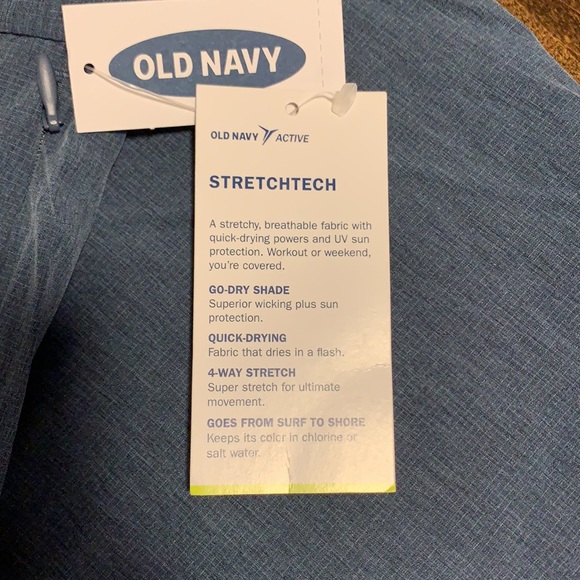 OLD NAVY
OLD NAVY ACTIVE
STRETCHTECH
A stretchy, breathable fabric with
quick-drying powers and UV sun
protection. Workout or weekend,
you're covered.
GO-DRY SHADE
Superior wicking plus sun
protection.
QUICK-DRYING
Fabric that dries in a flash.
4-WAY STRETCH
Super stretch for ultimate
movement.
GOES FROM SURF TO SHORE
Keeps its color in chlorine or
salt water.